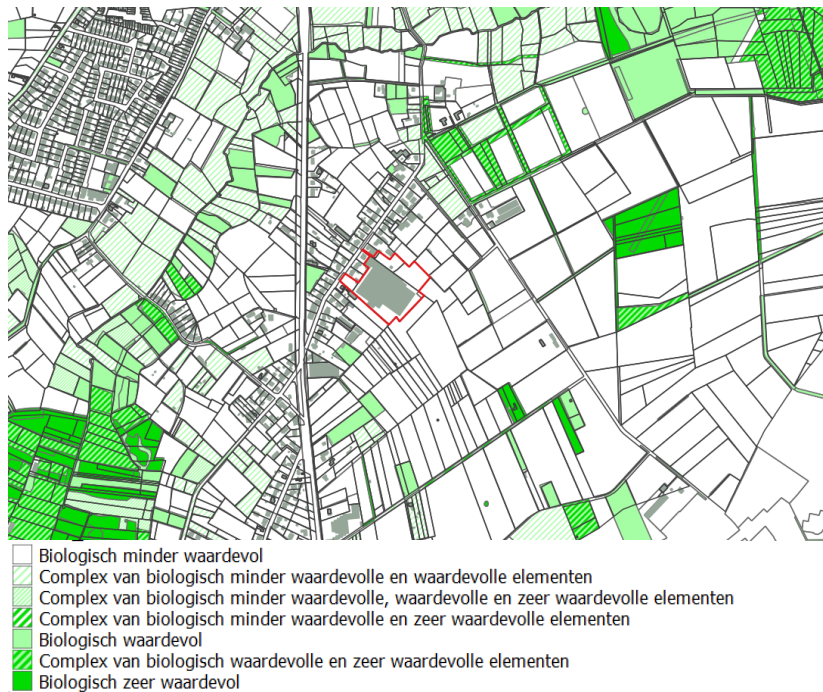 Biologisch minder waardevol
Complex van biologisch minder waardevolle en waardevolle elementen
Complex van biologisch minder waardevolle, waardevolle en zeer waardevolle elementen
Complex van biologisch minder waardevolle en zeer waardevolle elementen
Biologisch waardevol
Complex van biologisch waardevolle en zeer waardevolle elementen
Biologisch zeer waardevol